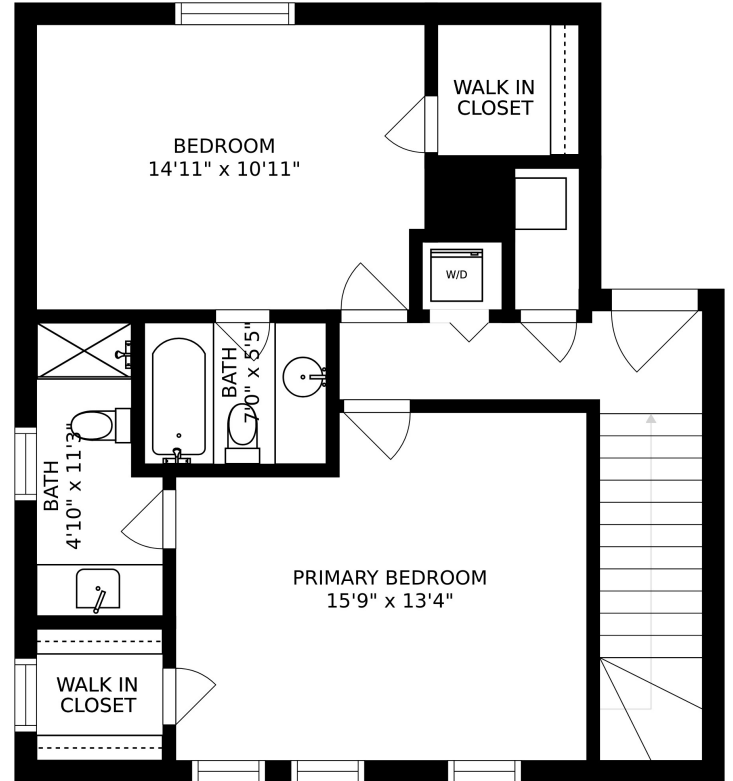 WALK IN
CLOSET
BEDROOM
14'11" x 10'11"
W/D
BATH
7'0" x 5'5"
BATH
4'10" x 11'3"
PRIMARY BEDROOM
15'9" x 13'4"
WALK IN
CLOSET